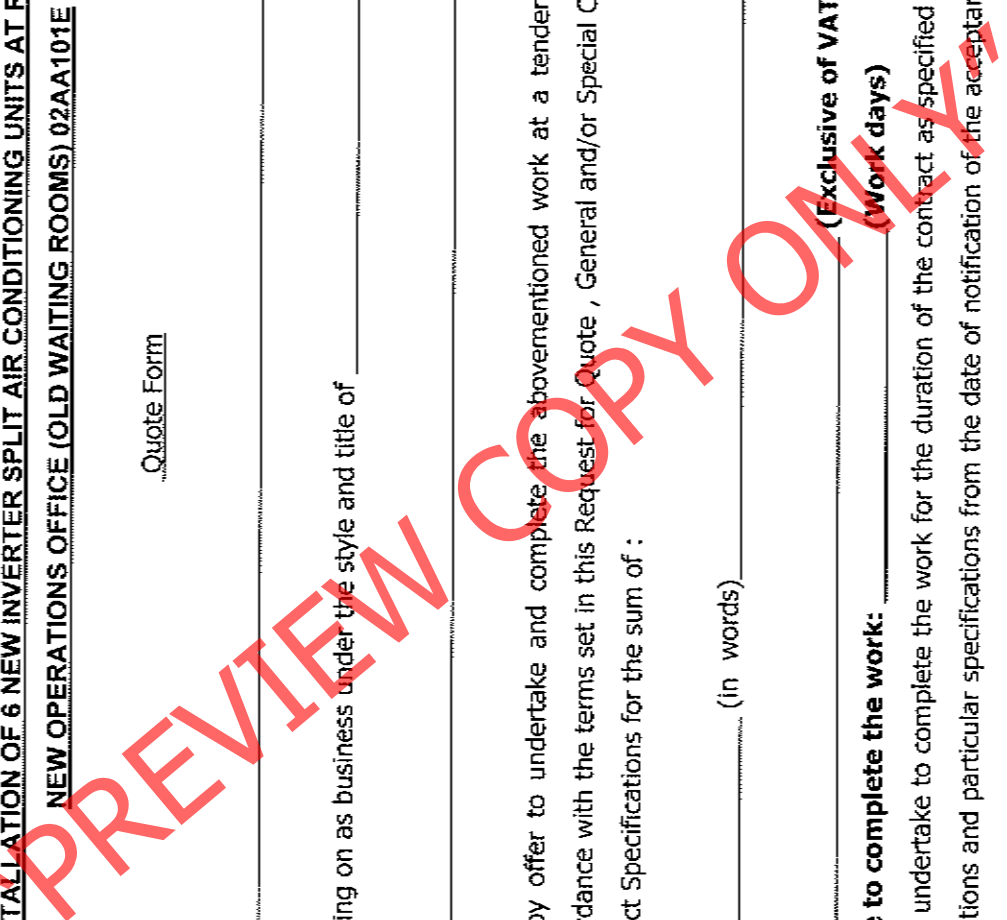 TALLATION OF 6 NEW INVERTER SPLIT AIR CONDITIONING UNITS AT
NEW OPERATIONS OFFICE (OLD WAITING ROOMS) 02AA101E
Quote Form
ing on as business under the style and title of
by offer to undertake and complete the abovementioned work at a tender
rdance with the terms set in this Request for Quote , General and/or Special C
ct Specifications for the sum of :
(in words)
(Exclusive of VAT
e to complete the work: (Work days)
undertake to complete the work for the duration of the contract as specified
tions and particular specifications from the date of notification of the acceptan
PREVIEW COPY ONLY"